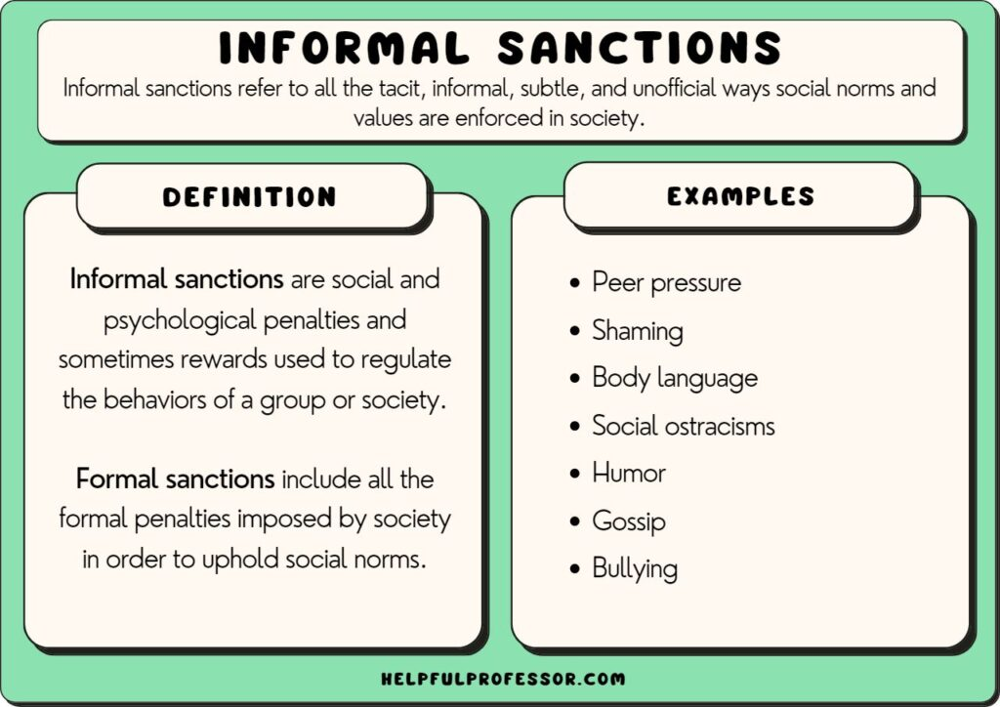 INFORMAL SANCTIONS
Informal sanctions refer to all the tacit, informal, subtle, and unofficial ways social norms and
values are enforced in society.
DEFINITION
Informal sanctions are social and
psychological penalties and
sometimes rewards used to regulate
the behaviors of a group or society.
Formal sanctions include all the
formal penalties imposed by society
in order to uphold social norms.
EXAMPLES
• Peer pressure
• Shaming
• Body language
• Social ostracisms
• Humor
• Gossip
• Bullying
HELPFULPROFESSOR.COM